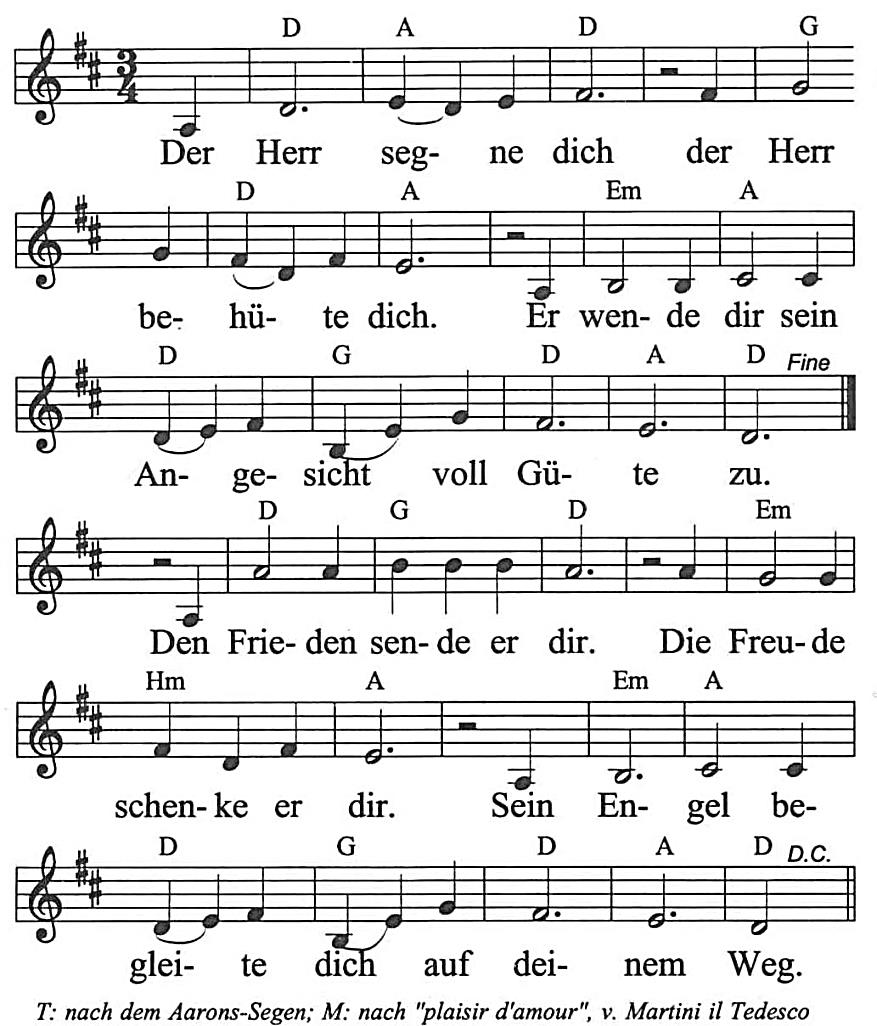 D A D G
3
4
Der Herr seg- ne dich der Herr
D A Em A
be- hü- te dich. Er wen- de dir sein
D G D A D Fine
An- ge- sicht voll Gü- te zu.
D G D Em
Den Frie- den sen- de er dir. Die Freu- de
Hm A Em A
schen- ke er dir. Sein En- gel be-
D G D A D D.C.
glei- te dich auf dei- nem Weg.
T: nach dem Aarons-Segen; M: nach "plaisir d'amour", v. Martini il Tedesco